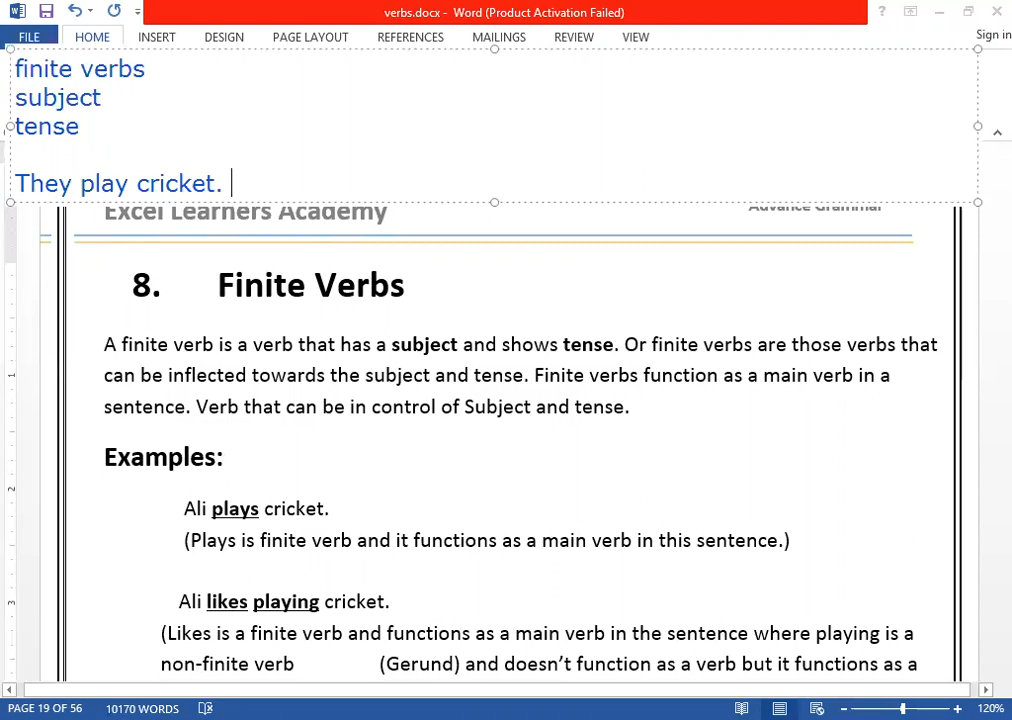 verbs.docx - Word (Product Activation Failed)
FILE HOME INSERT DESIGN PAGE LAYOUT REFERENCES MAILINGS REVIEW VIEW Sign in
finite verbs
subject
tense
They play cricket.
Excel Learners Academy Advance Grammar
8. Finite Verbs
A finite verb is a verb that has a subject and shows tense. Or finite verbs are those verbs that
can be inflected towards the subject and tense. Finite verbs function as a main verb in a
sentence. Verb that can be in control of Subject and tense.
Examples:
Ali plays cricket.
(Plays is finite verb and it functions as a main verb in this sentence.)
Ali likes playing cricket.
(Likes is a finite verb and functions as a main verb in the sentence where playing is a
non-finite verb (Gerund) and doesn’t function as a verb but it functions as a
1
2
3
PAGE 19 OF 56 10170 WORDS 120%